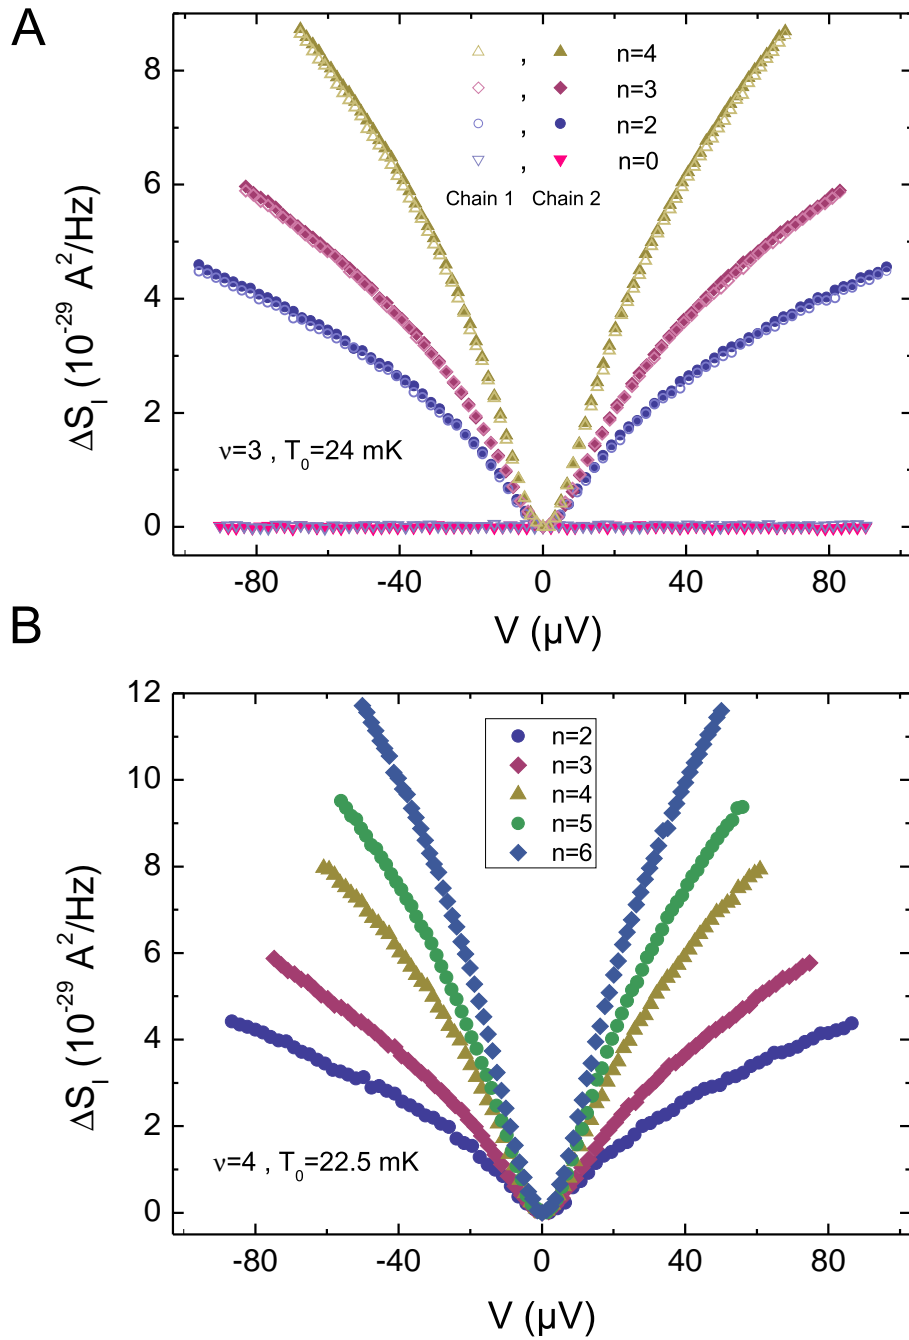 A
8
6
4
2
0
ΔS_I (10^-29 A^2/Hz)
, n=4
, n=3
, n=2
, n=0
Chain 1 Chain 2
ν=3 , T_0=24 mK
-80 -40 0 40 80
V (µV)
B
12
10
8
6
4
2
0
ΔS_I (10^-29 A^2/Hz)
n=2
n=3
n=4
n=5
n=6
ν=4 , T_0=22.5 mK
-80 -40 0 40 80
V (µV)